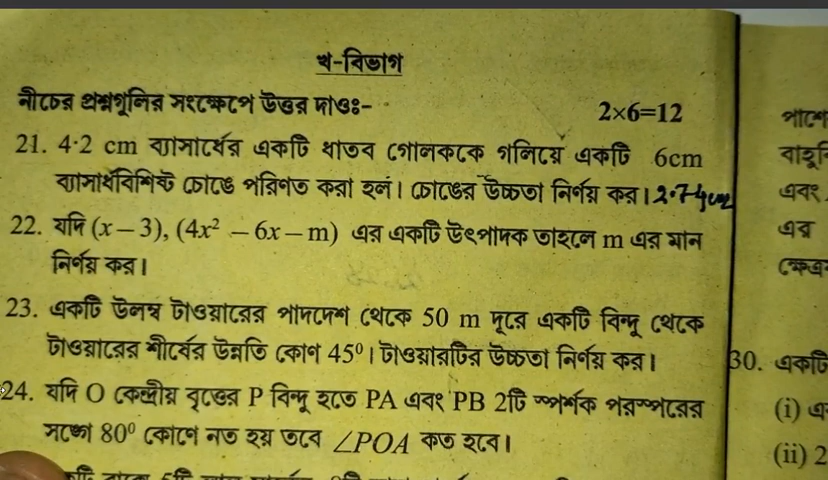 খ-বিভাগ
নীচের প্রশ্নগুলির সংক্ষেপে উত্তর দাওঃ- 2×6=12
21. 4·2 cm ব্যাসার্ধের একটি ধাতব গোলককে গলিয়ে একটি 6cm
ব্যাসার্ধবিশিষ্ট চোঙে পরিণত করা হল। চোঙের উচ্চতা নির্ণয় কর। 2.74cm
22. যদি (x – 3), (4x² – 6x – m) এর একটি উৎপাদক তাহলে m এর মান
নির্ণয় কর।
23. একটি উলম্ব টাওয়ারের পাদদেশ থেকে 50 m দূরে একটি বিন্দু থেকে
টাওয়ারের শীর্ষের উন্নতি কোণ 45⁰। টাওয়ারটির উচ্চতা নির্ণয় কর।
24. যদি O কেন্দ্রীয় বৃত্তের P বিন্দু হতে PA এবং PB 2টি স্পর্শক পরস্পরের
সঙ্গে 80⁰ কোণে নত হয় তবে ∠POA কত হবে।
এবং
এর
30. একটি
(i)
(ii) 2